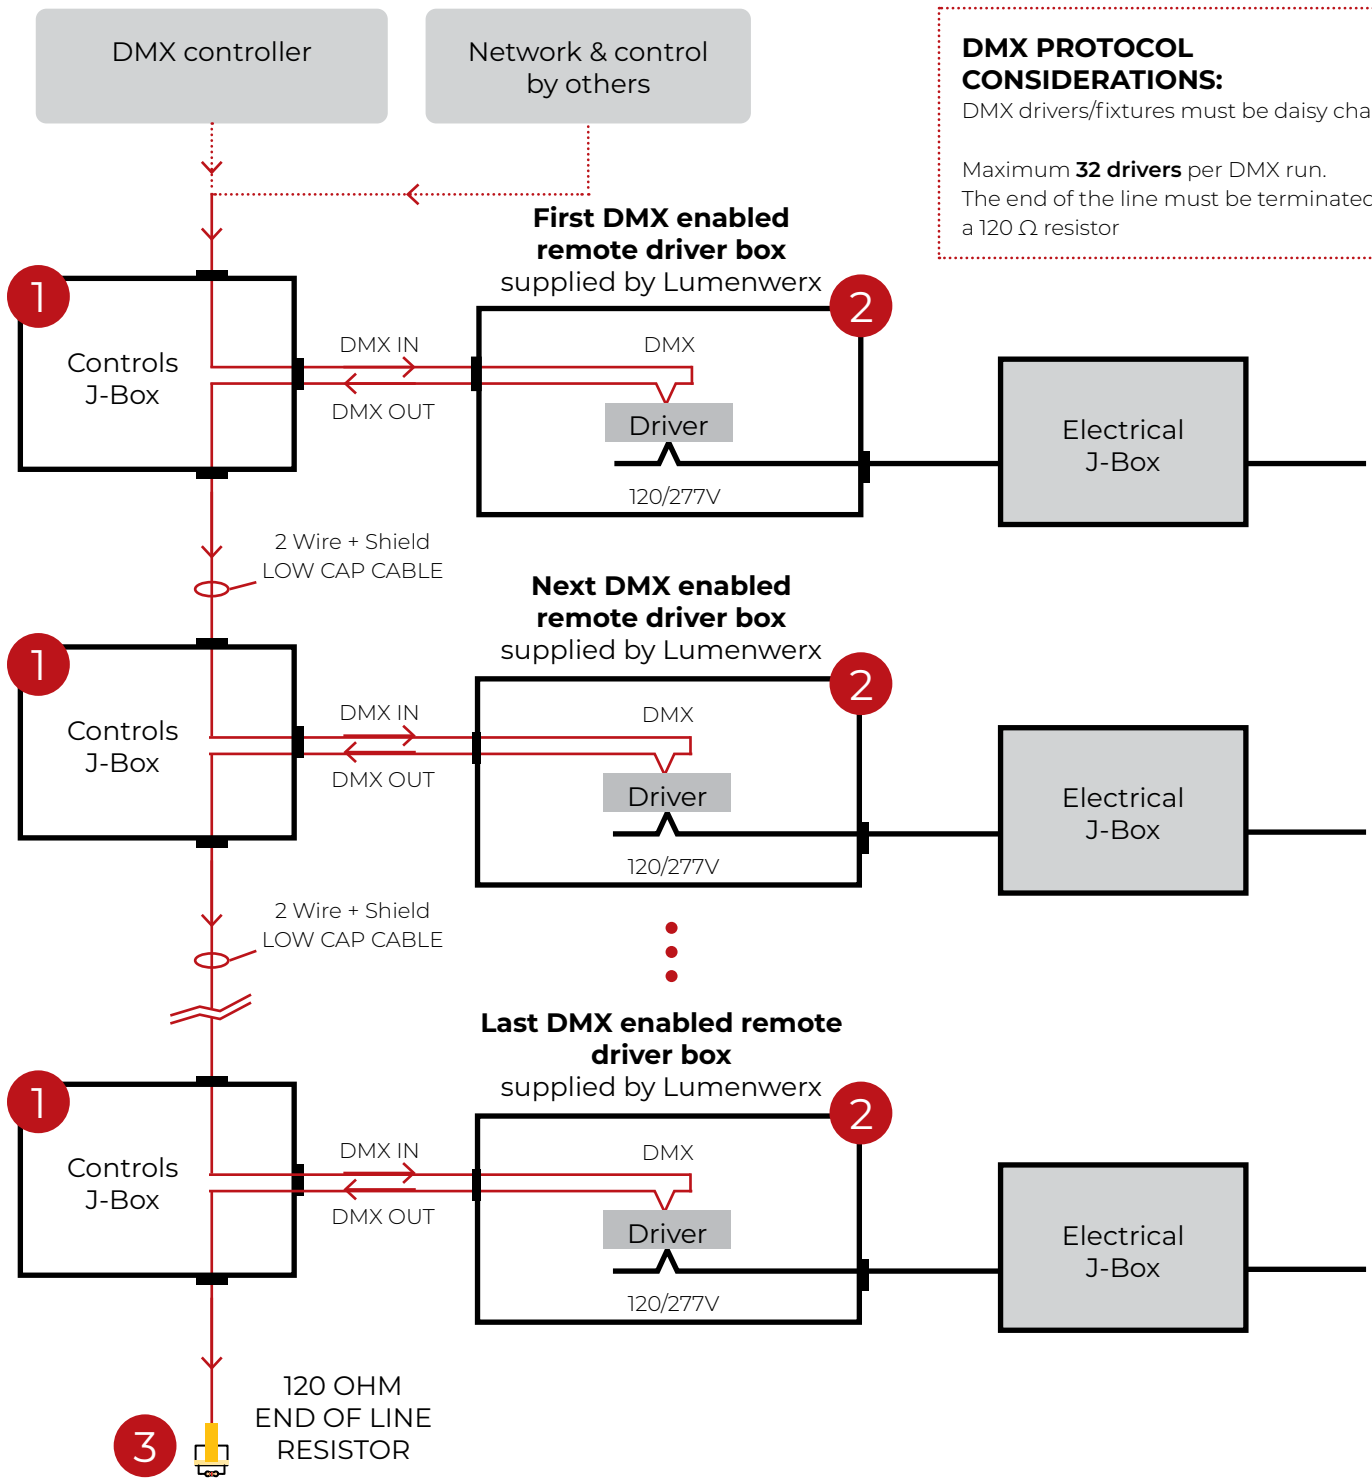 DMX controller
Network & control
by others
DMX PROTOCOL
CONSIDERATIONS:
DMX drivers/fixtures must be daisy
Maximum 32 drivers per DMX run.
The end of the line must be terminated
a 120 Ω resistor
First DMX enabled
remote driver box
supplied by Lumenwerx
1
2
Controls
J-Box
DMX IN
DMX OUT
DMX
Driver
120/277V
Electrical
J-Box
2 Wire + Shield
LOW CAP CABLE
Next DMX enabled
remote driver box
supplied by Lumenwerx
1
2
Controls
J-Box
DMX IN
DMX OUT
DMX
Driver
120/277V
Electrical
J-Box
2 Wire + Shield
LOW CAP CABLE
Last DMX enabled remote
driver box
supplied by Lumenwerx
1
2
Controls
J-Box
DMX IN
DMX OUT
DMX
Driver
120/277V
Electrical
J-Box
3
120 OHM
END OF LINE
RESISTOR